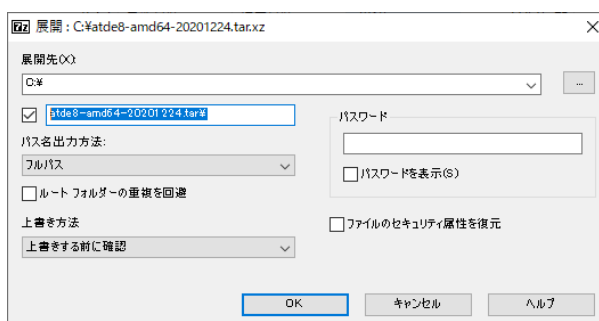 7z 展開 : C:¥atde8-amd64-20201224.tar.xz
展開先(X):
C:¥
...
atde8-amd64-20201224.tar¥
パスワード
パス名出力方法:
フルパス
パスワードを表示(S)
ルート フォルダーの重複を回避
上書き方法
ファイルのセキュリティ属性を復元
上書きする前に確認
OK
キャンセル
ヘルプ